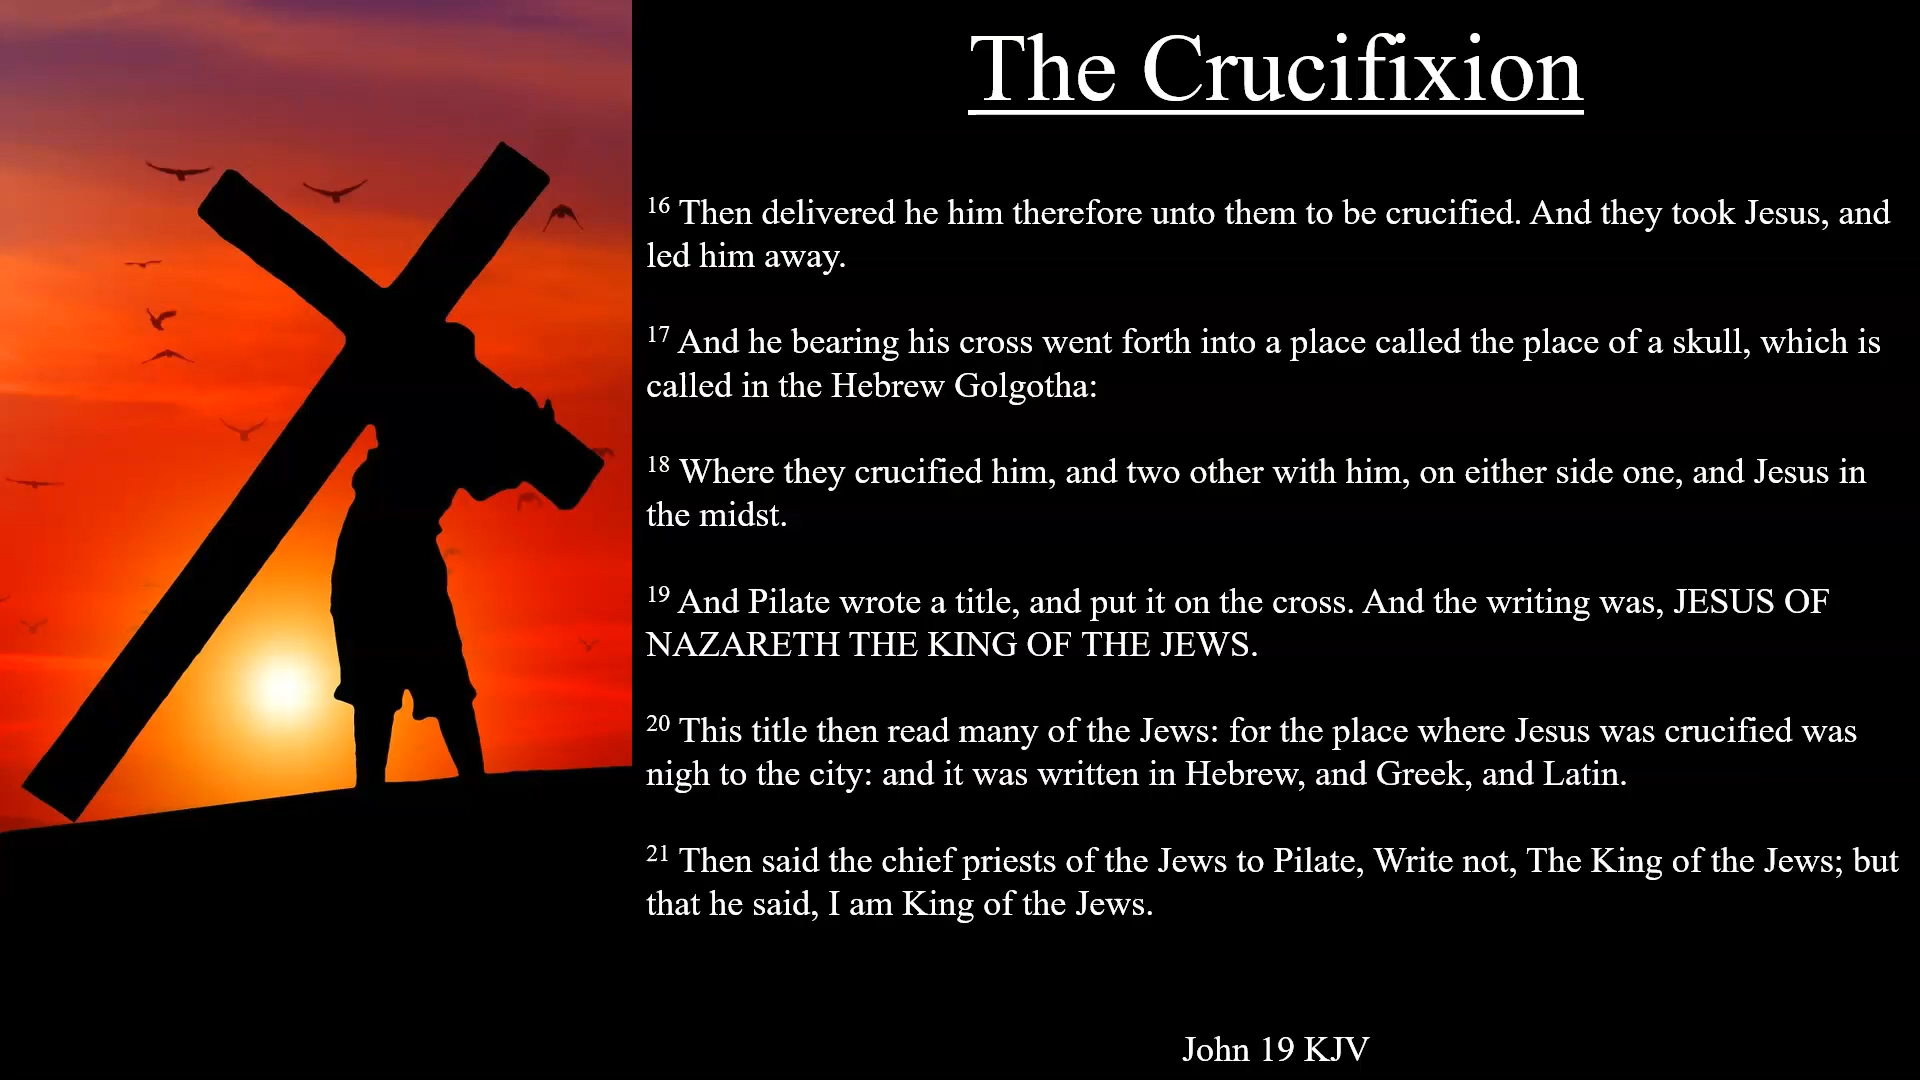 The Crucifixion
16 Then delivered he him therefore unto them to be crucified. And they took Jesus, and
led him away.
17 And he bearing his cross went forth into a place called the place of a skull, which is
called in the Hebrew Golgotha:
18 Where they crucified him, and two other with him, on either side one, and Jesus in
the midst.
19 And Pilate wrote a title, and put it on the cross. And the writing was, JESUS OF
NAZARETH THE KING OF THE JEWS.
20 This title then read many of the Jews: for the place where Jesus was crucified was
nigh to the city: and it was written in Hebrew, and Greek, and Latin.
21 Then said the chief priests of the Jews to Pilate, Write not, The King of the Jews; but
that he said, I am King of the Jews.
John 19 KJV